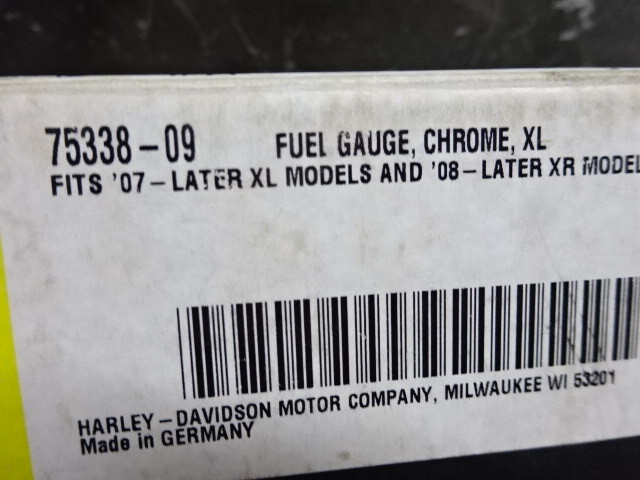 75338-09 FUEL GAUGE, CHROME, XL
FITS '07-LATER XL MODELS AND '08-LATER XR MODEL
HARLEY-DAVIDSON MOTOR COMPANY, MILWAUKEE WI 53201
Made in GERMANY